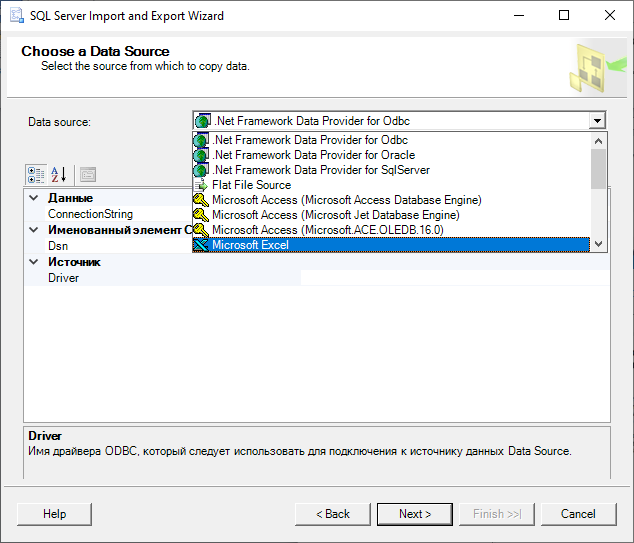 SQL Server Import and Export Wizard
Choose a Data Source
Select the source from which to copy data.
Data source:
.Net Framework Data Provider for Odbc
.Net Framework Data Provider for Odbc
.Net Framework Data Provider for Oracle
.Net Framework Data Provider for SqlServer
Flat File Source
Microsoft Access (Microsoft Access Database Engine)
Microsoft Access (Microsoft Jet Database Engine)
Microsoft Access (Microsoft.ACE.OLEDB.16.0)
Microsoft Excel
Данные
ConnectionString
Именованный элемент C
Dsn
Источник
Driver
Driver
Имя драйвера ODBC, который следует использовать для подключения к источнику данных Data Source.
Help
< Back
Next >
Finish >>|
Cancel